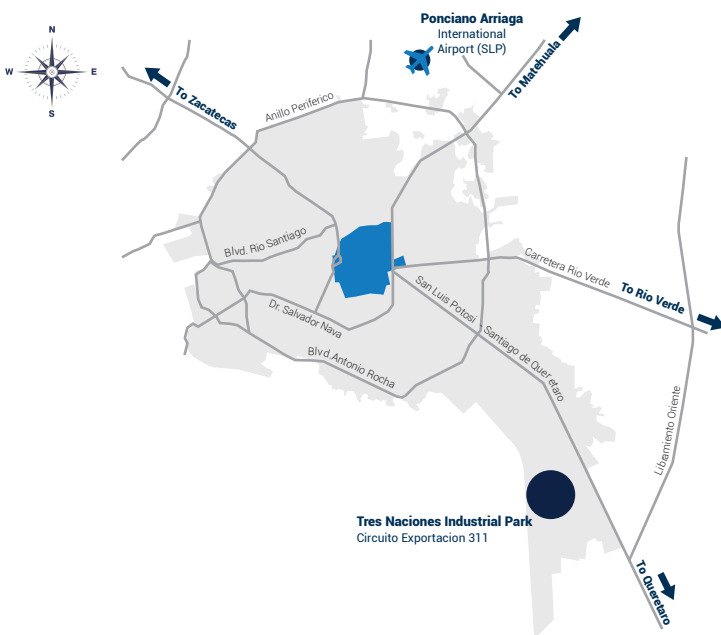 Ponciano Arriaga
International
Airport (SLP)
N
W
E
S
To Matehuala
To Zacatecas
Anillo Periferico
Blvd. Rio Santiago
Carretera Rio Verde
To Rio Verde
San Luis Potosi - Santiago de Queretaro
Dr. Salvador Nava
Blvd. Antonio Rocha
Libramiento Oriente
Tres Naciones Industrial Park
Circuito Exportacion 311
To Queretaro